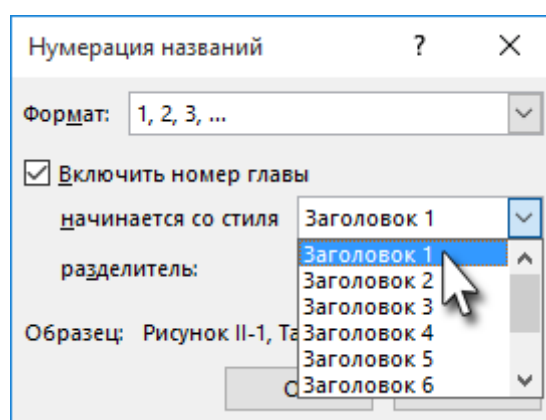 Нумерация названий ? ×
Формат: 1, 2, 3, ...
Включить номер главы
начинается со стиля Заголовок 1
Заголовок 1
разделитель: Заголовок 2
Заголовок 3
Образец: Рисунок II-1, Та Заголовок 4
Заголовок 5
О Заголовок 6